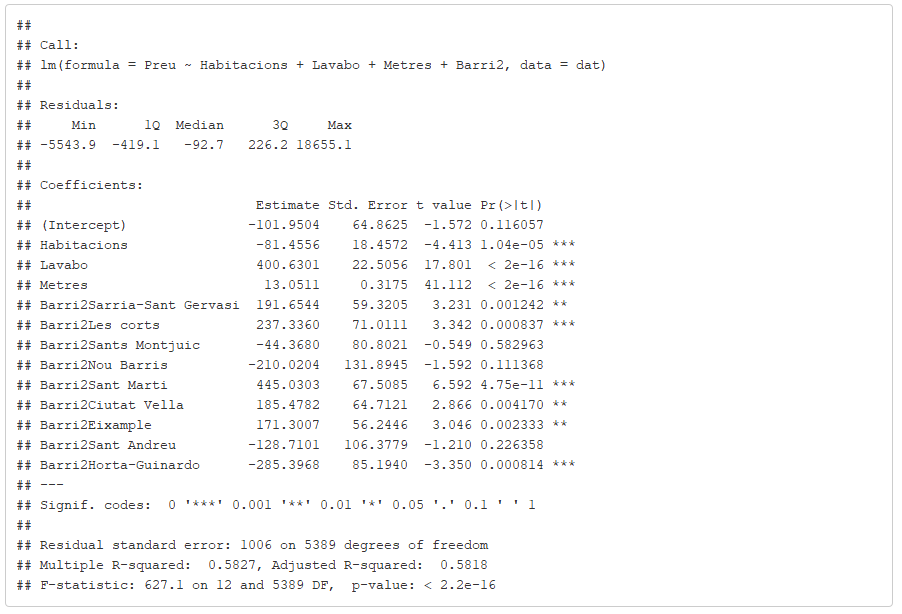 ##
## Call:
## lm(formula = Preu ~ Habitacions + Lavabo + Metres + Barri2, data = dat)
##
## Residuals:
##     Min      1Q  Median      3Q     Max
## -5543.9  -419.1   -92.7   226.2 18655.1
##
## Coefficients:
##                            Estimate Std. Error t value Pr(>|t|)
## (Intercept)               -101.9504    64.8625  -1.572 0.116057
## Habitacions                -81.4556    18.4572  -4.413 1.04e-05 ***
## Lavabo                     400.6301    22.5056  17.801  < 2e-16 ***
## Metres                      13.0511     0.3175  41.112  < 2e-16 ***
## Barri2Sarria-Sant Gervasi  191.6544    59.3205   3.231 0.001242 **
## Barri2Les corts            237.3360    71.0111   3.342 0.000837 ***
## Barri2Sants Montjuic       -44.3680    80.8021  -0.549 0.582963
## Barri2Nou Barris          -210.0204   131.8945  -1.592 0.111368
## Barri2Sant Marti           445.0303    67.5085   6.592 4.75e-11 ***
## Barri2Ciutat Vella         185.4782    64.7121   2.866 0.004170 **
## Barri2Eixample             171.3007    56.2446   3.046 0.002333 **
## Barri2Sant Andreu         -128.7101   106.3779  -1.210 0.226358
## Barri2Horta-Guinardo      -285.3968    85.1940  -3.350 0.000814 ***
## ---
## Signif. codes:  0 '***' 0.001 '**' 0.01 '*' 0.05 '.' 0.1 ' ' 1
##
## Residual standard error: 1006 on 5389 degrees of freedom
## Multiple R-squared:  0.5827, Adjusted R-squared:  0.5818
## F-statistic: 627.1 on 12 and 5389 DF,  p-value: < 2.2e-16